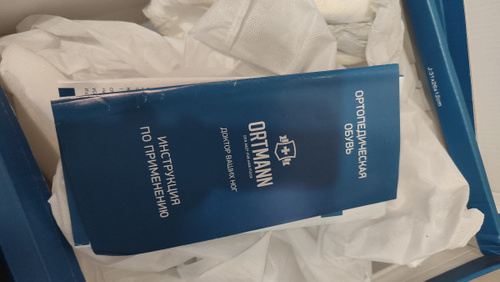 ОРТОПЕДИЧЕСКАЯ
ОБУВЬ
ORTMANN
ДОКТОР ВАШИХ НОГ
ИНСТРУКЦИЯ
ПО ПРИМЕНЕНИЮ